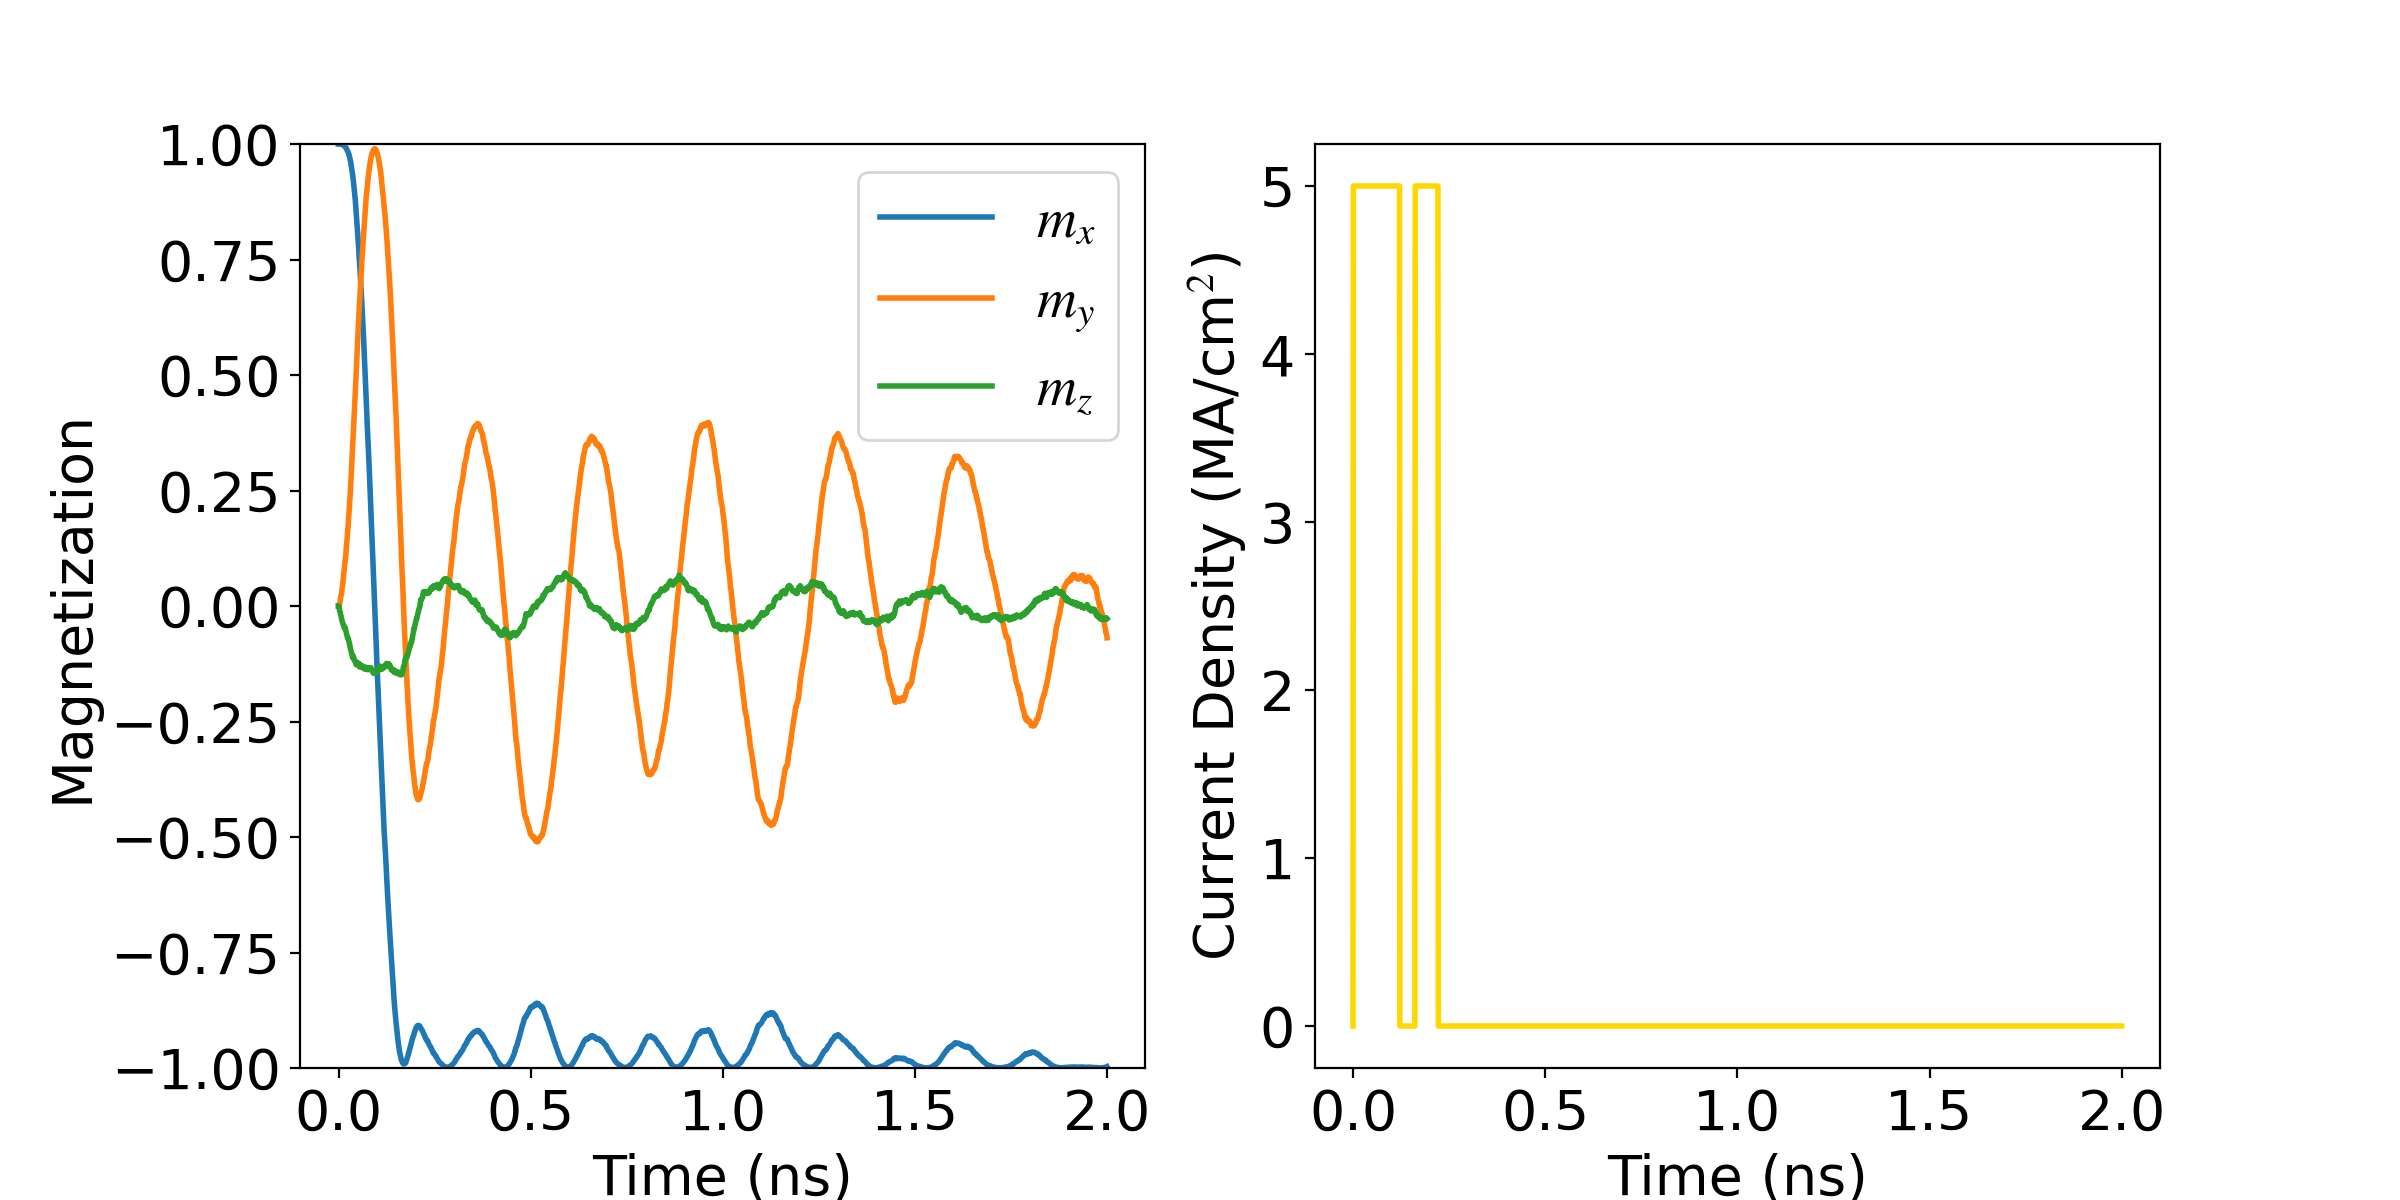 1.00
0.75
0.50
0.25
0.00
−0.25
−0.50
−0.75
−1.00
Magnetization
0.0 0.5 1.0 1.5 2.0
Time (ns)
m_x
m_y
m_z
5
4
3
2
1
0
Current Density (MA/cm²)
0.0 0.5 1.0 1.5 2.0
Time (ns)